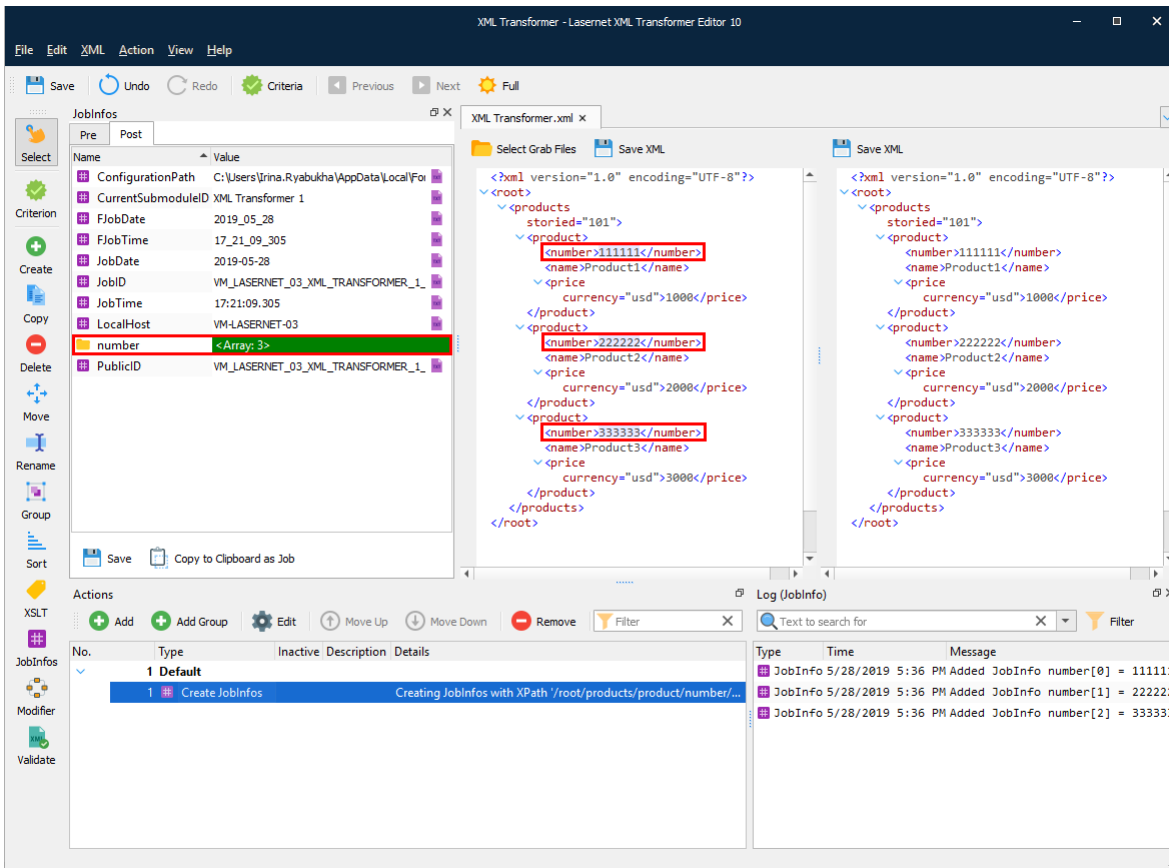 XML Transformer - Lasernet XML Transformer Editor 10
File Edit XML Action View Help
Save Undo Redo Criteria Previous Next Full
JobInfos
Pre Post
Name Value
ConfigurationPath C:\Users\Irina.Ryabukha\AppData\Local\For
CurrentSubmoduleID XML Transformer 1
FJobDate 2019_05_28
FJobTime 17_21_09_305
JobDate 2019-05-28
JobID VM_LASERNET_03_XML_TRANSFORMER_1_
JobTime 17:21:09.305
LocalHost VM-LASERNET-03
number <Array: 3>
PublicID VM_LASERNET_03_XML_TRANSFORMER_1_
Save Copy to Clipboard as Job
Select
Criterion
Create
Copy
Delete
Move
Rename
Group
Sort
XSLT
JobInfos
Modifier
Validate
XML Transformer.xml
Select Grab Files Save XML
<?xml version="1.0" encoding="UTF-8"?>
<root>
<products
storied="101">
<product>
<number>111111</number>
<name>Product1</name>
<price
currency="usd">1000</price>
</product>
<product>
<number>222222</number>
<name>Product2</name>
<price
currency="usd">2000</price>
</product>
<product>
<number>333333</number>
<name>Product3</name>
<price
currency="usd">3000</price>
</product>
</products>
</root>
Save XML
<?xml version="1.0" encoding="UTF-8"?>
<root>
<products
storied="101">
<product>
<number>111111</number>
<name>Product1</name>
<price
currency="usd">1000</price>
</product>
<product>
<number>222222</number>
<name>Product2</name>
<price
currency="usd">2000</price>
</product>
<product>
<number>333333</number>
<name>Product3</name>
<price
currency="usd">3000</price>
</product>
</products>
</root>
Actions
Add Add Group Edit Move Up Move Down Remove Filter
No. Type Inactive Description Details
1 Default
1 Create JobInfos Creating JobInfos with XPath '/root/products/product/number/...
Log (JobInfo)
Text to search for Filter
Type Time Message
JobInfo 5/28/2019 5:36 PM Added JobInfo number[0] = 11111
JobInfo 5/28/2019 5:36 PM Added JobInfo number[1] = 22222
JobInfo 5/28/2019 5:36 PM Added JobInfo number[2] = 33333